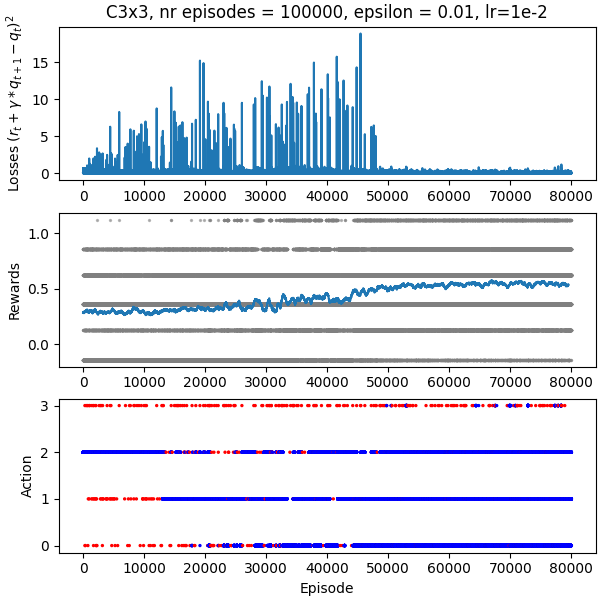 C3x3, nr episodes = 100000, epsilon = 0.01, lr=1e-2
Losses $(r_t + \gamma * q_{t+1} - q_t)^2$
15
10
5
0
0 10000 20000 30000 40000 50000 60000 70000 80000
Rewards
1.0
0.5
0.0
0 10000 20000 30000 40000 50000 60000 70000 80000
Action
3
2
1
0
0 10000 20000 30000 40000 50000 60000 70000 80000
Episode